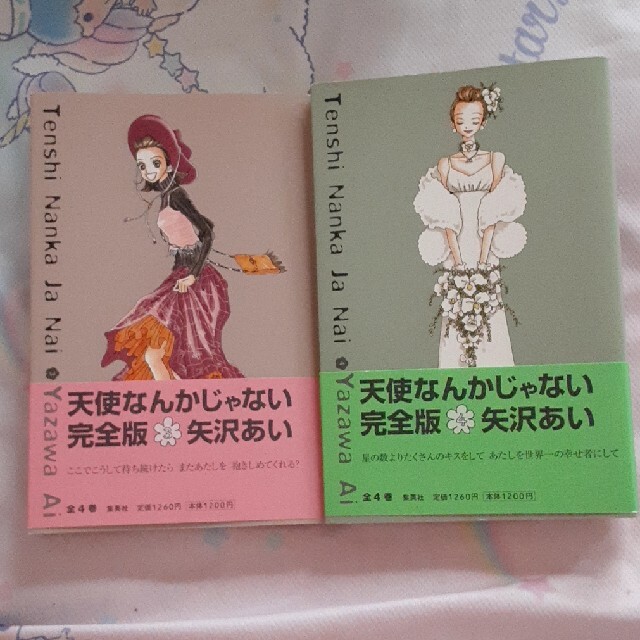 Tenshi Nanka Ja Nai Yazawa Ai
天使なんかじゃない
完全版 矢沢あい
ここでこうして待ち続けたら またあたしを 抱きしめてくれる?
全4巻 集英社 定価1260円 本体1200円
Tenshi Nanka Ja Nai Yazawa Ai
天使なんかじゃない
完全版 矢沢あい
星の数よりたくさんのキスをして あたしを世界一の幸せ者にして
全4巻 集英社 定価1260円 本体1200円